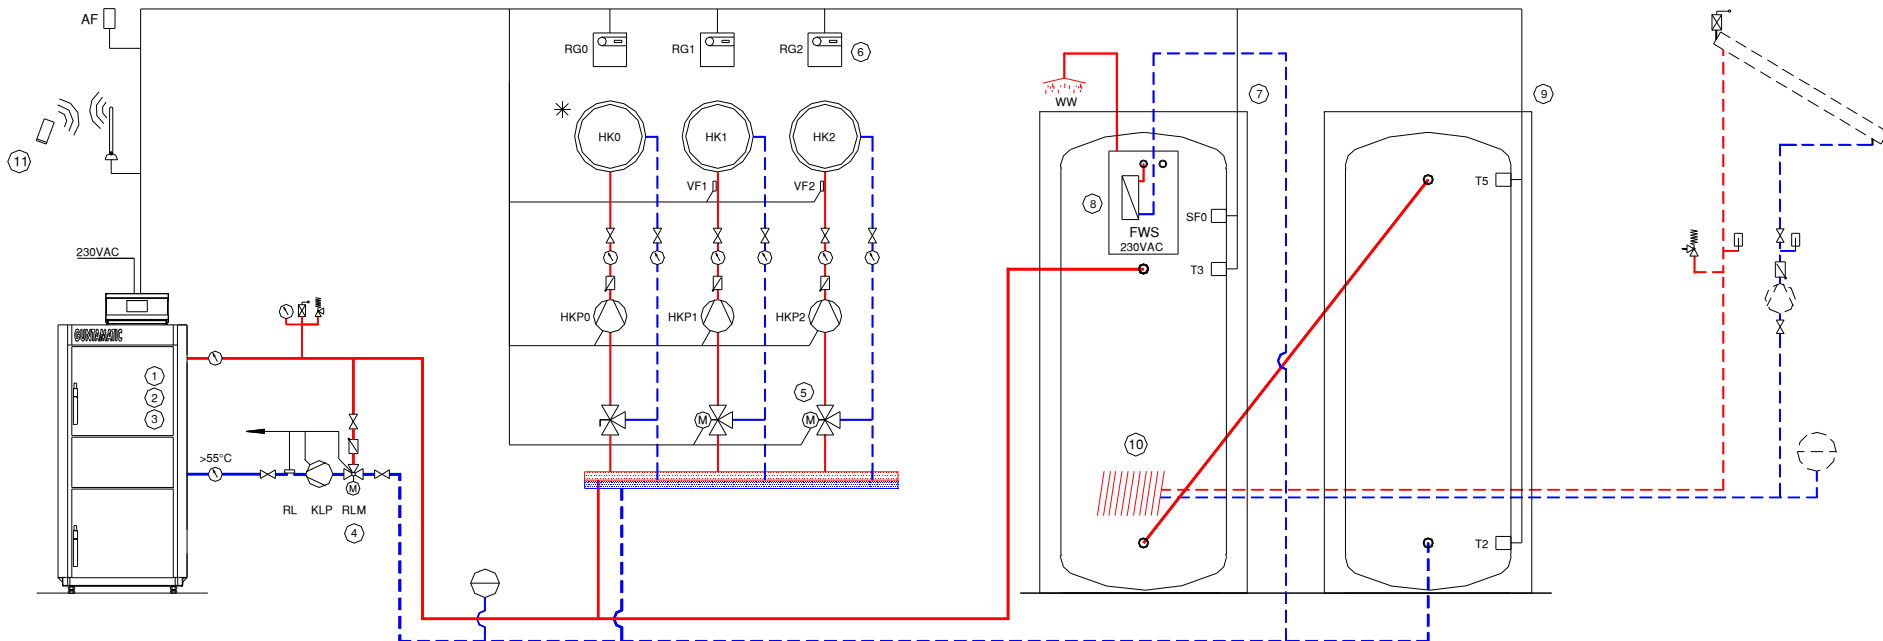 AF
RG0
RG1
RG2
6
7
9
WW
11
HK0
HK1
HK2
VF1
VF2
T5
8
SF0
FWS
230VAC
T3
230VAC
GUNTAMATIC
HKP0
HKP1
HKP2
1
2
3
5
M
M
10
>55°C
M
RL
KLP
RLM
4
T2